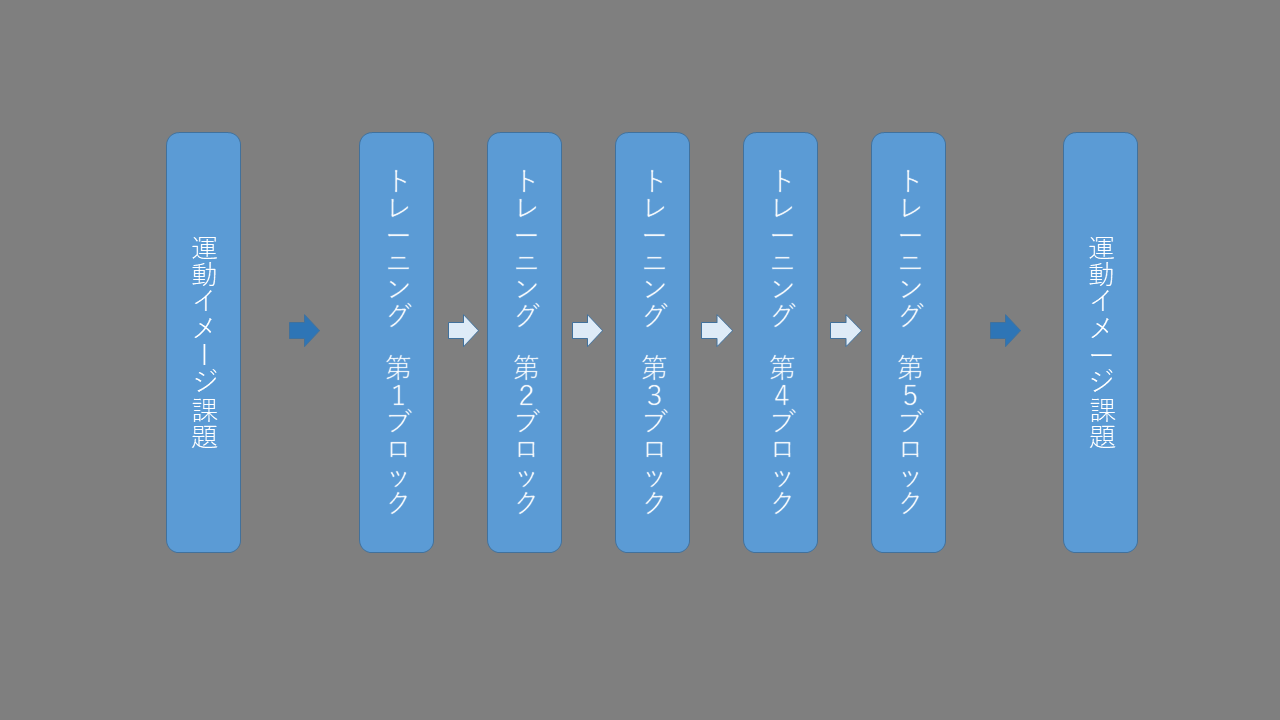 運動イメージ課題
トレーニング　第1ブロック
トレーニング　第2ブロック
トレーニング　第3ブロック
トレーニング　第4ブロック
トレーニング　第5ブロック
運動イメージ課題